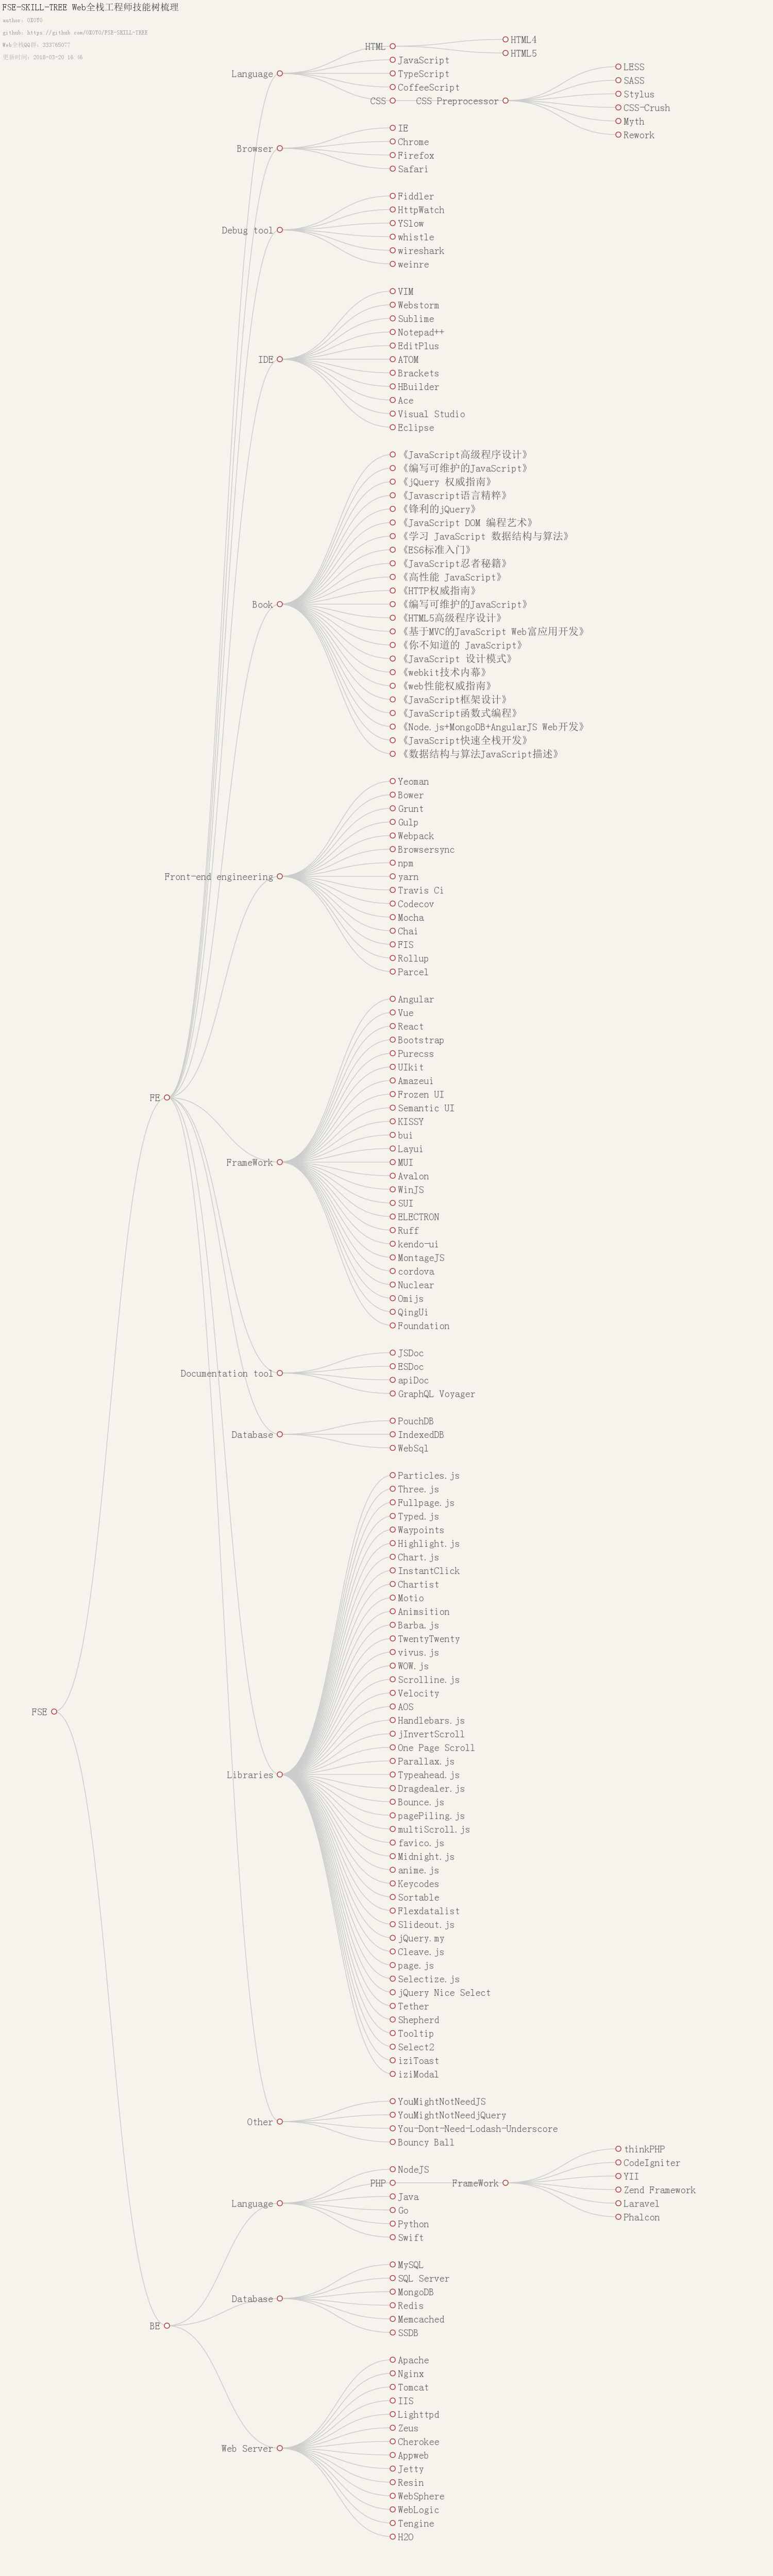 FSE-SKILL-TREE Web全栈工程师技能树梳理
github: https://github.com/OXOYO/FSE-SKILL-TREE
HTML
HTML4
HTML5
Language
JavaScript
TypeScript
CoffeeScript
CSS
CSS Preprocessor
LESS
SASS
Stylus
CSS-Crush
Myth
Rework
Browser
IE
Chrome
Firefox
Safari
Debug tool
Fiddler
HttpWatch
YSlow
whistle
wireshark
weinre
IDE
VIM
Webstorm
Sublime
Notepad++
EditPlus
ATOM
Brackets
HBuilder
Ace
Visual Studio
Eclipse
Book
《JavaScript高级程序设计》
《编写可维护的JavaScript》
《jQuery 权威指南》
《Javascript语言精粹》
《锋利的jQuery》
《JavaScript DOM 编程艺术》
《学习 JavaScript 数据结构与算法》
《ES6标准入门》
《JavaScript忍者秘籍》
《高性能 JavaScript》
《HTTP权威指南》
《编写可维护的JavaScript》
《HTML5高级程序设计》
《基于MVC的JavaScript Web富应用开发》
《你不知道的 JavaScript》
《JavaScript 设计模式》
《webkit技术内幕》
《web性能权威指南》
《JavaScript框架设计》
《JavaScript函数式编程》
《Node.js+MongoDB+AngularJS Web开发》
《JavaScript快速全栈开发》
《数据结构与算法JavaScript描述》
Front-end engineering
Yeoman
Bower
Grunt
Gulp
Webpack
Browsersync
npm
yarn
Travis Ci
Codecov
Mocha
Chai
FIS
Rollup
Parcel
FE
FrameWork
Angular
Vue
React
Bootstrap
Purecss
UIkit
Amazeui
Frozen UI
Semantic UI
KISSY
bui
Layui
MUI
Avalon
WinJS
SUI
ELECTRON
Ruff
kendo-ui
MontageJS
cordova
Nuclear
Omijs
QingUi
Foundation
Documentation tool
JSDoc
ESDoc
apiDoc
GraphQL Voyager
Database
PouchDB
IndexedDB
WebSql
FSE
Libraries
Particles.js
Three.js
Fullpage.js
Typed.js
Waypoints
Highlight.js
Chart.js
InstantClick
Chartist
Motio
Animsition
Barba.js
TwentyTwenty
vivus.js
WOW.js
Scrolline.js
Velocity
AOS
Handlebars.js
jInvertScroll
One Page Scroll
Parallax.js
Typeahead.js
Dragdealer.js
Bounce.js
pagePiling.js
multiScroll.js
favico.js
Midnight.js
anime.js
Keycodes
Sortable
Flexdatalist
Slideout.js
jQuery.my
Cleave.js
page.js
Selectize.js
jQuery Nice Select
Tether
Shepherd
Tooltip
Select2
iziToast
iziModal
Other
YouMightNotNeedJS
YouMightNotNeedjQuery
You-Dont-Need-Lodash-Underscore
Bouncy Ball
BE
Language
NodeJS
PHP
FrameWork
thinkPHP
CodeIgniter
YII
Zend Framework
Laravel
Phalcon
Java
Go
Python
Swift
Database
MySQL
SQL Server
MongoDB
Redis
Memcached
SSDB
Web Server
Apache
Nginx
Tomcat
IIS
Lighttpd
Zeus
Cherokee
Appweb
Jetty
Resin
WebSphere
WebLogic
Tengine
H2O